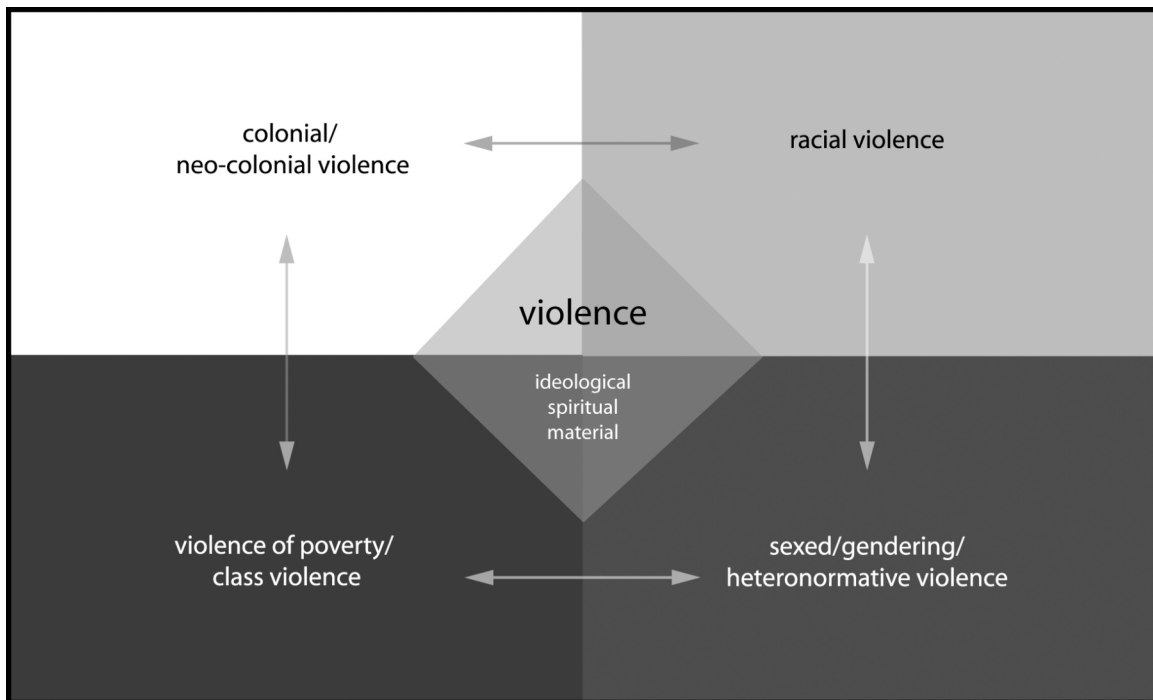 colonial/
neo-colonial violence
racial violence
violence
ideological
spiritual
material
violence of poverty/
class violence
sexed/gendering/
heteronormative violence